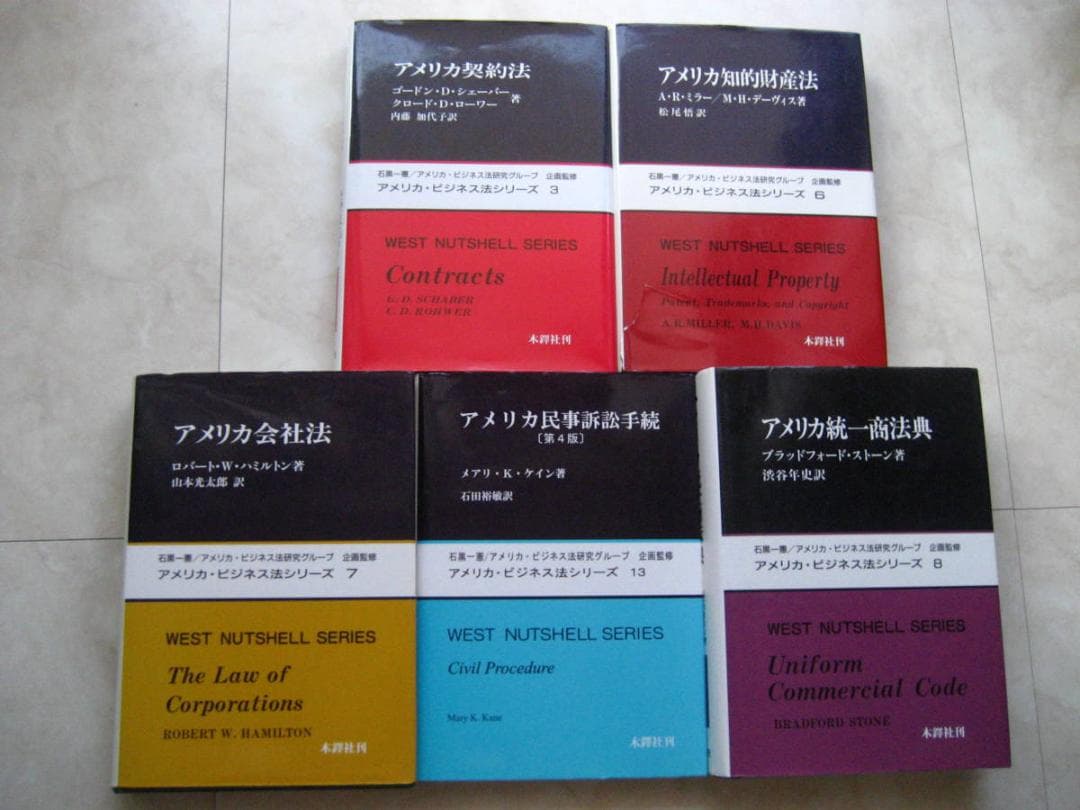 アメリカ契約法
ゴードン・D・シェーバー
クロード・D・ローワー 著
内藤 加代子訳
石黒一憲／アメリカ・ビジネス法研究グループ 企画監修
アメリカ・ビジネス法シリーズ 3
WEST NUTSHELL SERIES
Contracts
G. D. SCHABER
C. D. ROHWER
木鐸社刊
アメリカ知的財産法
A・R・ミラー／M・H・デーヴィス著
松尾悟訳
石黒一憲／アメリカ・ビジネス法研究グループ 企画監修
アメリカ・ビジネス法シリーズ 6
WEST NUTSHELL SERIES
Intellectual Property
Patent, Trademarks, and Copyright
A.R.MILLER, M.H.DAVIS
木鐸社刊
アメリカ会社法
ロバート・W・ハミルトン著
山本光太郎 訳
石黒一憲／アメリカ・ビジネス法研究グループ 企画監修
アメリカ・ビジネス法シリーズ 7
WEST NUTSHELL SERIES
The Law of
Corporations
ROBERT W. HAMILTON
木鐸社刊
アメリカ民事訴訟手続
〔第4版〕
メアリ・K・ケイン著
石田裕敏訳
石黒一憲／アメリカ・ビジネス法研究グループ 企画監修
アメリカ・ビジネス法シリーズ 13
WEST NUTSHELL SERIES
Civil Procedure
Mary K. Kane
木鐸社刊
アメリカ統一商法典
ブラッドフォード・ストーン著
渋谷年史訳
石黒一憲／アメリカ・ビジネス法研究グループ 企画監修
アメリカ・ビジネス法シリーズ 8
WEST NUTSHELL SERIES
Uniform
Commercial Code
BRADFORD STONE
木鐸社刊